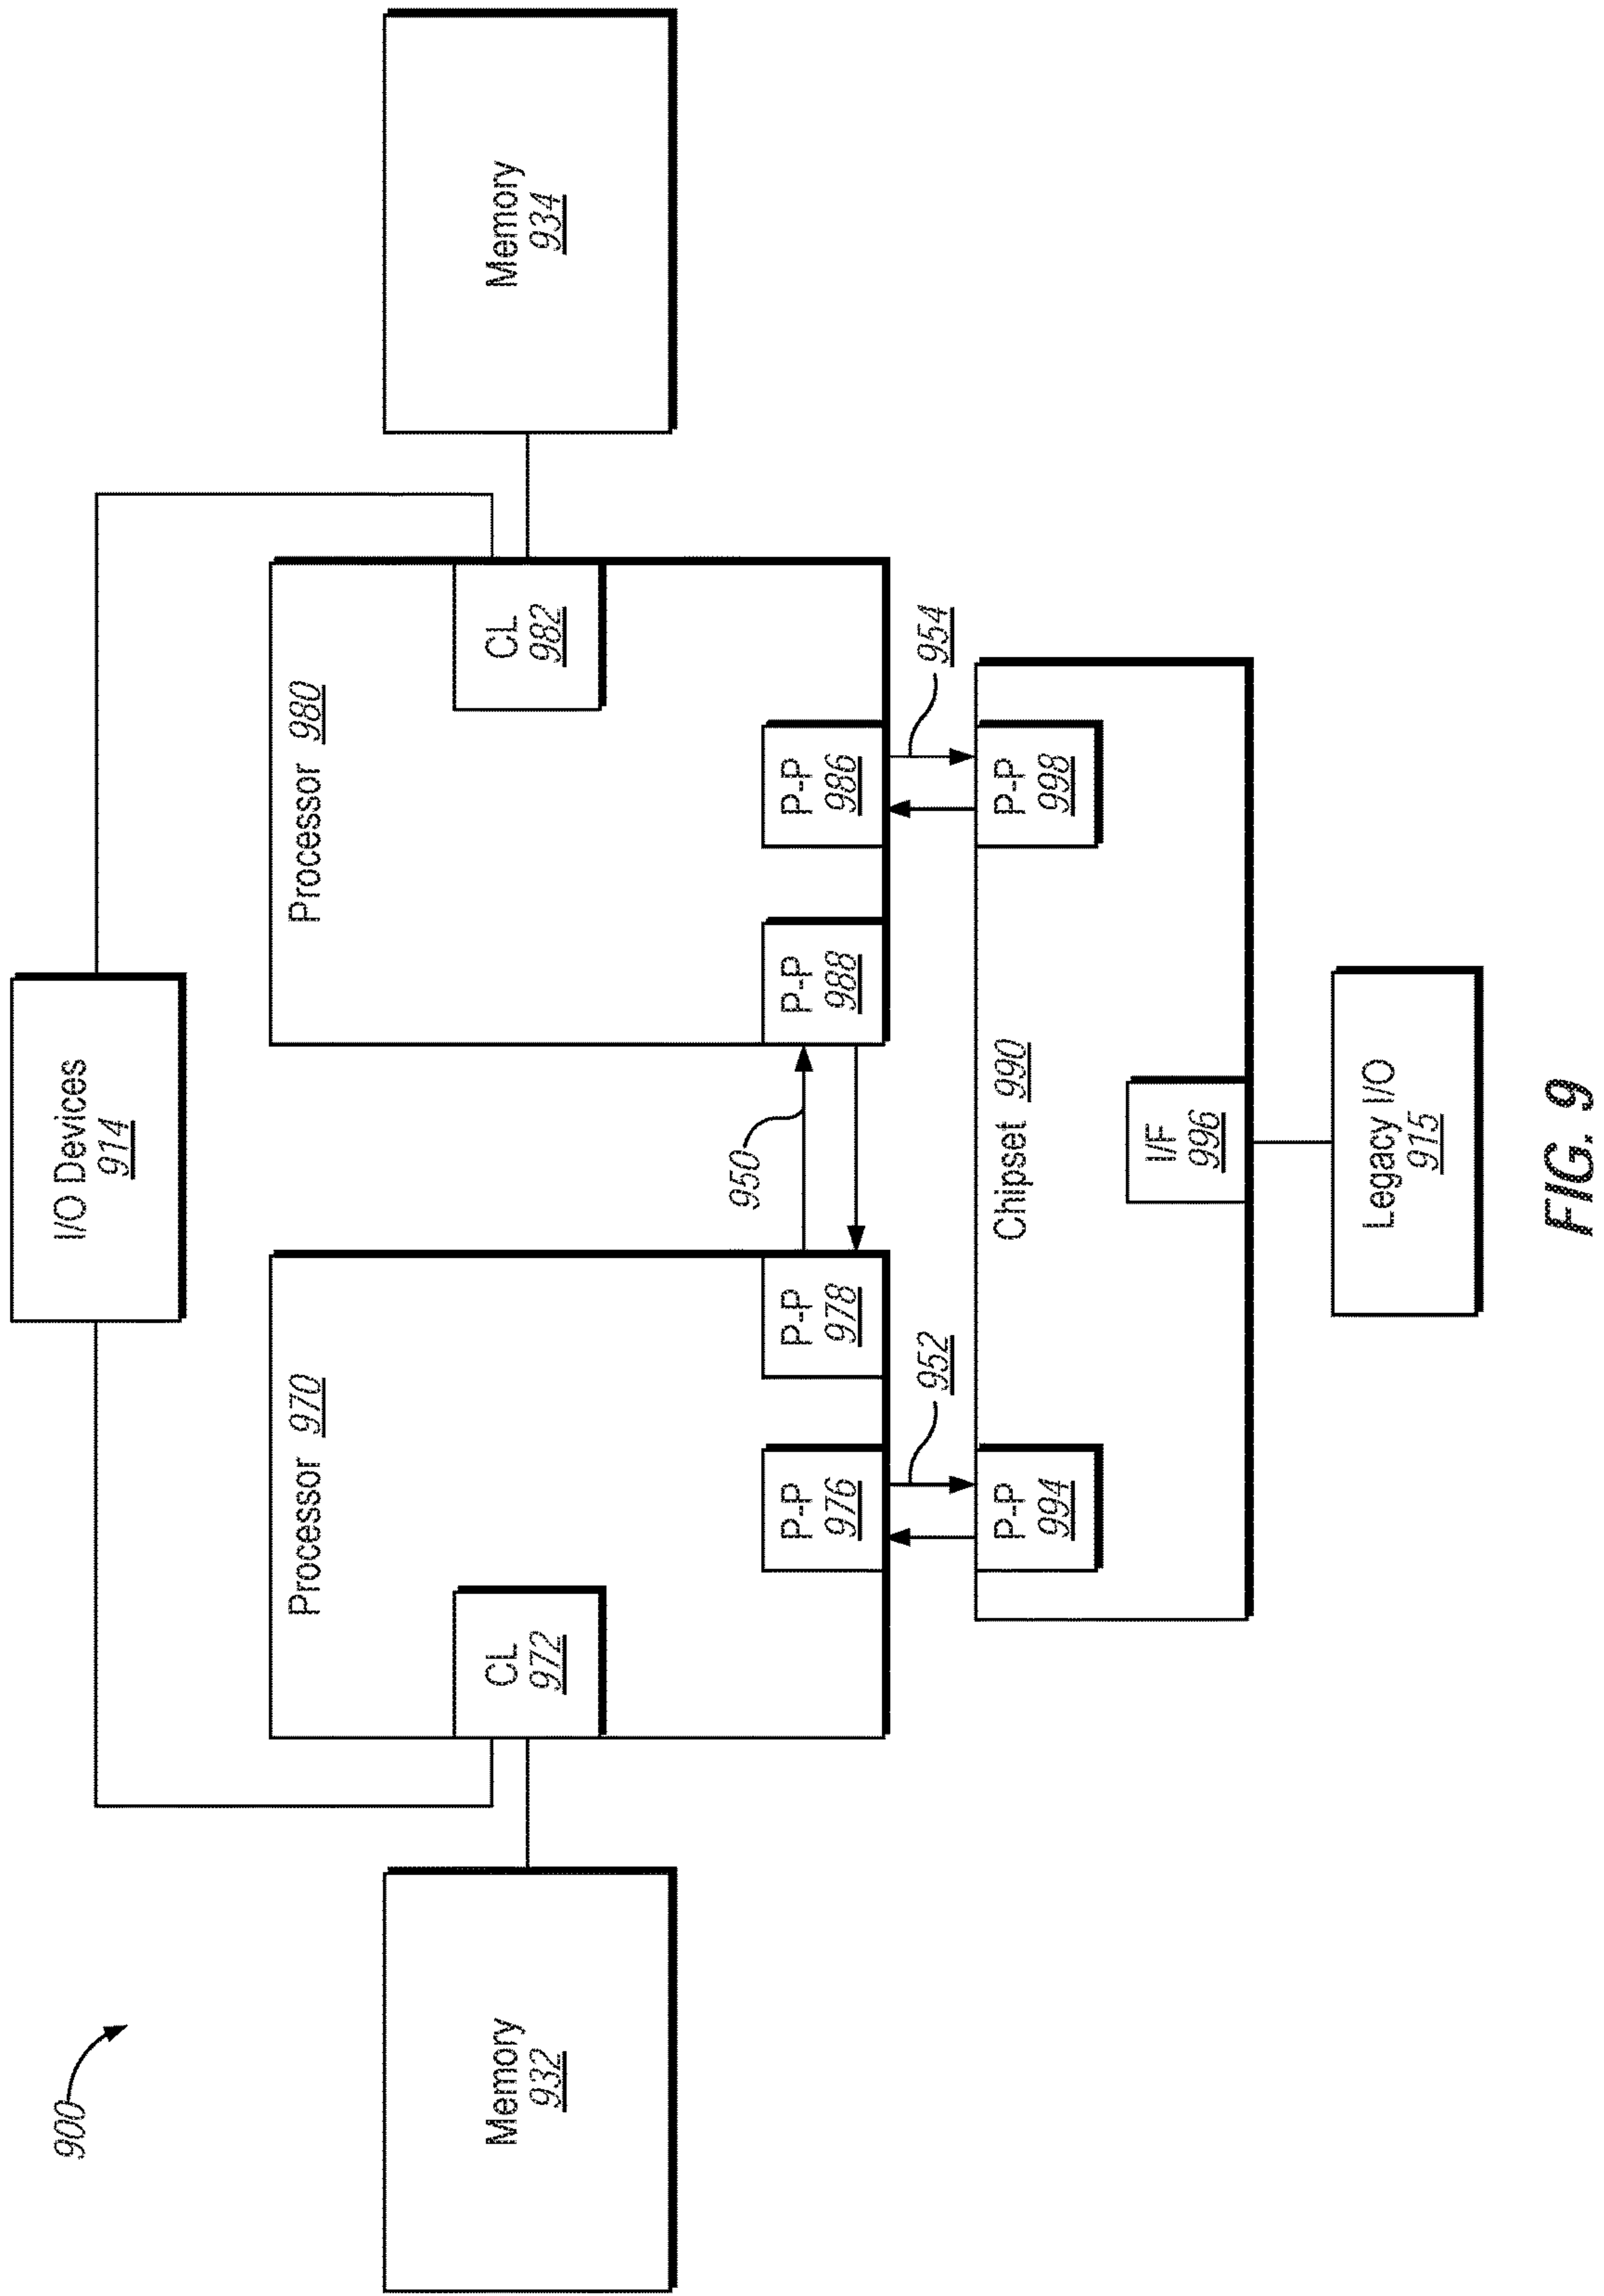 900
I/O Devices
914
Memory
932
Processor 970
CL
972
P-P
976
P-P
978
950
Processor 980
CL
982
P-P
988
P-P
986
Memory
934
952
954
Chipset 990
P-P
994
P-P
998
I/F
996
Legacy I/O
915
FIG. 9